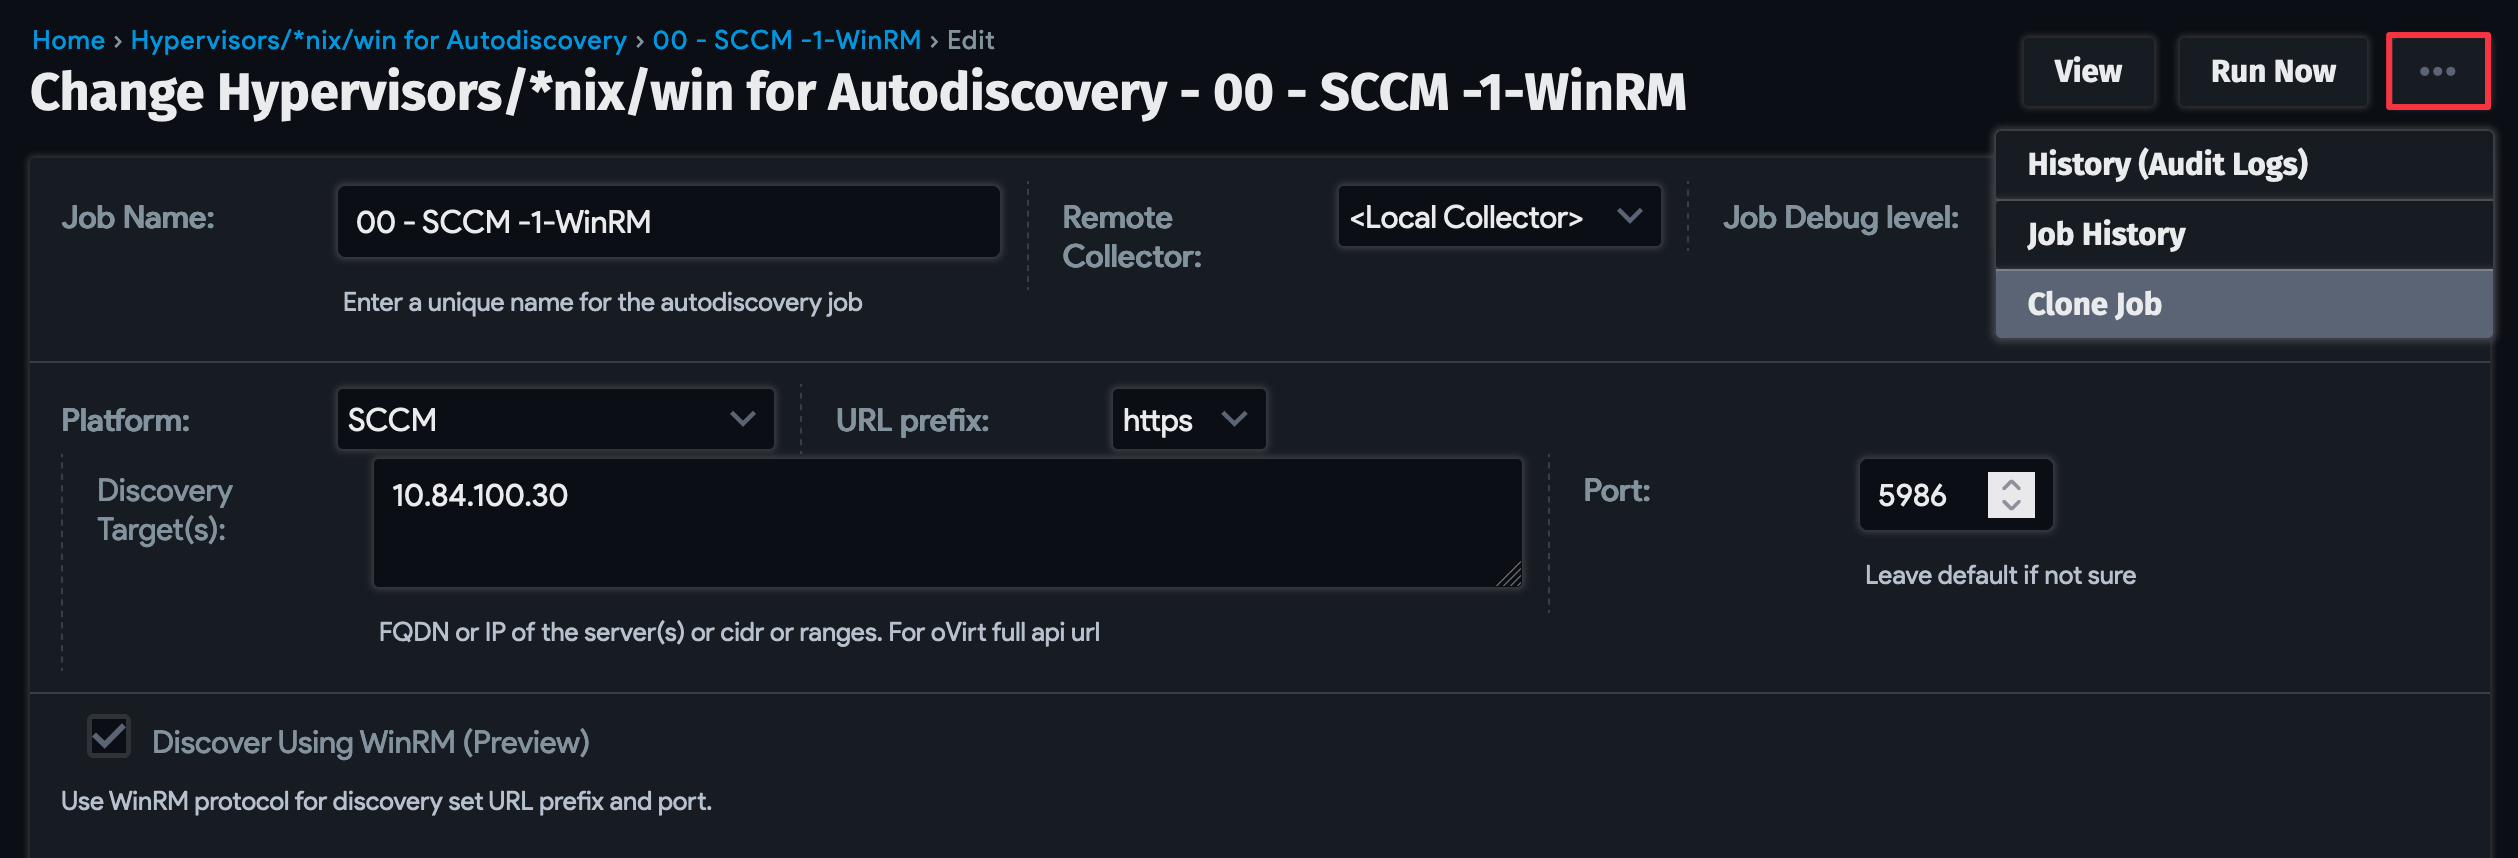 Home › Hypervisors/*nix/win for Autodiscovery › 00 - SCCM -1-WinRM › Edit
Change Hypervisors/*nix/win for Autodiscovery - 00 - SCCM -1-WinRM
View
Run Now
•••
History (Audit Logs)
Job History
Clone Job
Job Name:
00 - SCCM -1-WinRM
Enter a unique name for the autodiscovery job
Remote
Collector:
<Local Collector>
Job Debug level:
Platform:
SCCM
URL prefix:
https
Discovery
Target(s):
10.84.100.30
FQDN or IP of the server(s) or cidr or ranges. For oVirt full api url
Port:
5986
Leave default if not sure
Discover Using WinRM (Preview)
Use WinRM protocol for discovery set URL prefix and port.